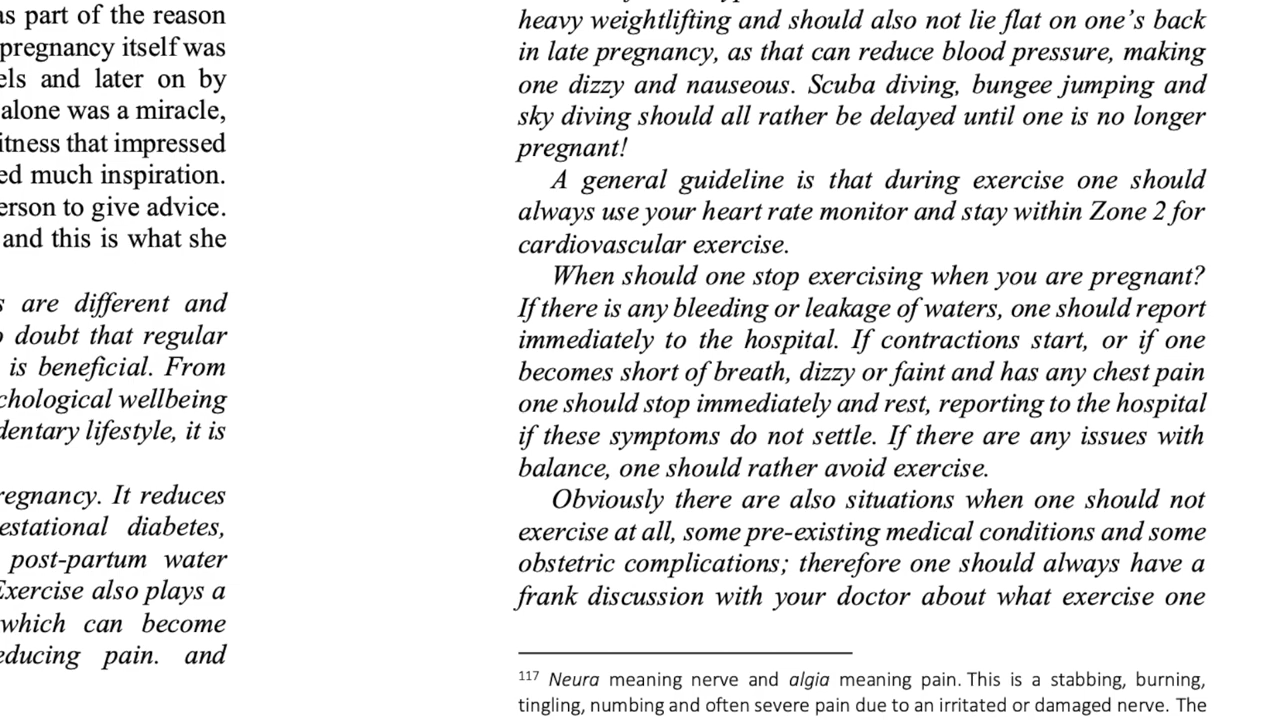 as part of the reason
pregnancy itself was
els and later on by
alone was a miracle,
itness that impressed
ed much inspiration.
erson to give advice.
and this is what she
s are different and
doubt that regular
is beneficial. From
chological wellbeing
dentary lifestyle, it is
regnancy. It reduces
estational diabetes,
post-partum water
Exercise also plays a
which can become
educing pain. and
heavy weightlifting and should also not lie flat on one's back
in late pregnancy, as that can reduce blood pressure, making
one dizzy and nauseous. Scuba diving, bungee jumping and
sky diving should all rather be delayed until one is no longer
pregnant!
A general guideline is that during exercise one should
always use your heart rate monitor and stay within Zone 2 for
cardiovascular exercise.
When should one stop exercising when you are pregnant?
If there is any bleeding or leakage of waters, one should report
immediately to the hospital. If contractions start, or if one
becomes short of breath, dizzy or faint and has any chest pain
one should stop immediately and rest, reporting to the hospital
if these symptoms do not settle. If there are any issues with
balance, one should rather avoid exercise.
Obviously there are also situations when one should not
exercise at all, some pre-existing medical conditions and some
obstetric complications; therefore one should always have a
frank discussion with your doctor about what exercise one
117 Neura meaning nerve and algia meaning pain. This is a stabbing, burning,
tingling, numbing and often severe pain due to an irritated or damaged nerve. The